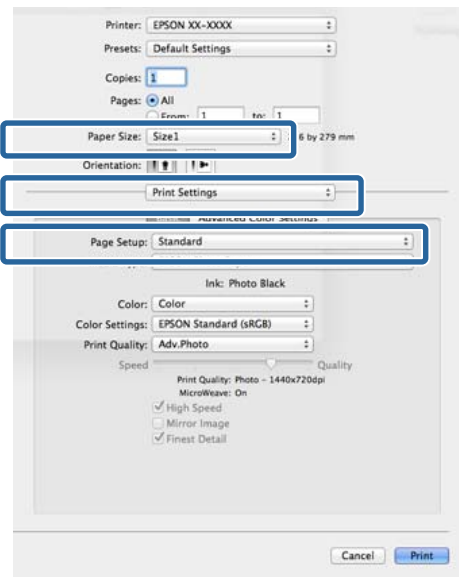 Printer: EPSON XX-XXXX
Presets: Default Settings
Copies: 1
Pages: All
From: 1 to: 1
Paper Size: Size1 6 by 279 mm
Orientation:
Print Settings
Advanced Color Settings
Page Setup: Standard
Ink: Photo Black
Color: Color
Color Settings: EPSON Standard (sRGB)
Print Quality: Adv.Photo
Speed Quality
Print Quality: Photo - 1440x720dpi
MicroWeave: On
High Speed
Mirror Image
Finest Detail
Cancel Print